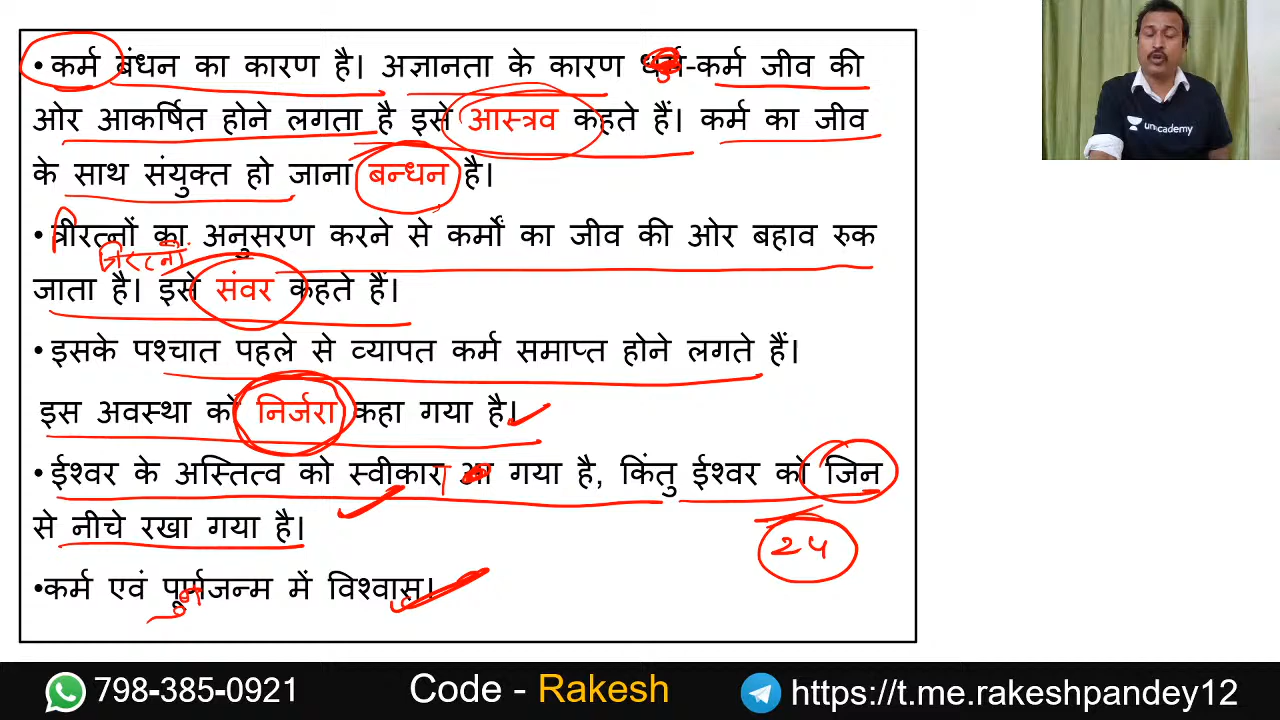 • कर्म बंधन का कारण है। अज्ञानता के कारण -कर्म जीव की
ओर आकर्षित होने लगता है इसे आस्त्रव कहते हैं। कर्म का जीव
के साथ संयुक्त हो जाना बन्धन है।
• त्रीरत्नों का अनुसरण करने से कर्मों का जीव की ओर बहाव रुक
त्रिरत्नों
जाता है। इसे संवर कहते हैं।
• इसके पश्चात पहले से व्यापत कर्म समाप्त होने लगते हैं।
इस अवस्था को निर्जरा कहा गया है।
• ईश्वर के अस्तित्व को स्वीकारा गया है, किंतु ईश्वर को जिन
से नीचे रखा गया है।
24
•कर्म एवं पूर्णजन्म में विश्वास।
unacademy
798-385-0921 Code - Rakesh https://t.me.rakeshpandey12